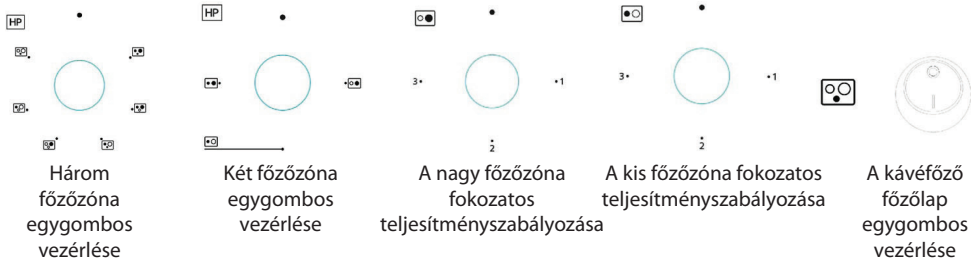 HP
HP
3
1
2
3
1
2
Három
főzőzóna
egygombos
vezérlése
Két főzőzóna
egygombos
vezérlése
A nagy főzőzóna
fokozatos
teljesítményszabályozása
A kis főzőzóna fokozatos
teljesítményszabályozása
A kávéfőző
főzőlap
egygombos
vezérlése